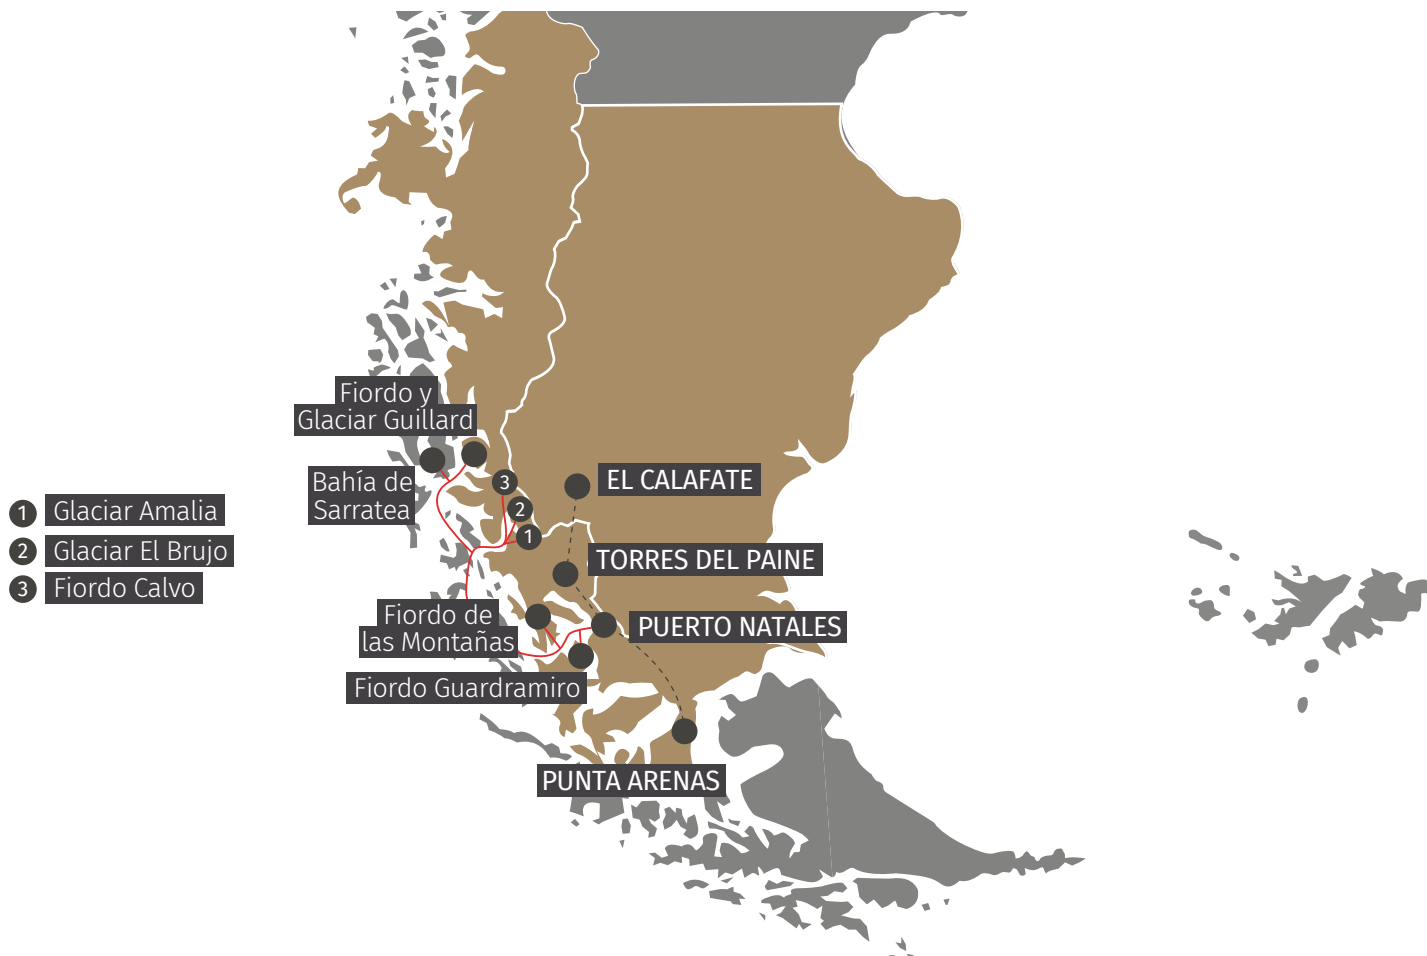 Fiordo y
Glaciar Guillard
Bahía de
Sarratea
1 Glaciar Amalia
2 Glaciar El Brujo
3 Fiordo Calvo
3
2
1
EL CALAFATE
TORRES DEL PAINE
Fiordo de
las Montañas
PUERTO NATALES
Fiordo Guardramiro
PUNTA ARENAS